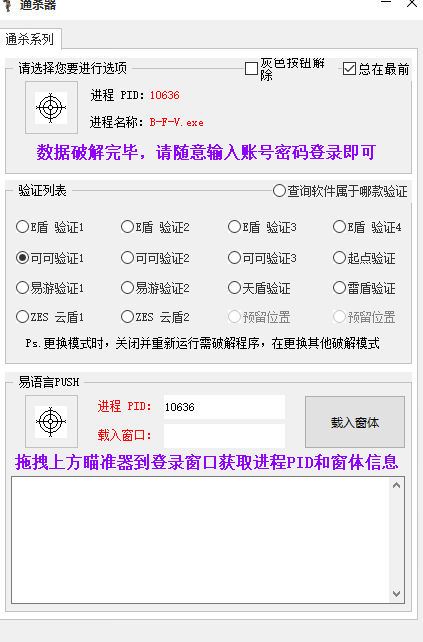 通杀器
通杀系列
请选择您要进行选项
灰色按钮解除
总在最前
进程 PID：10636
进程名称：B-F-V.exe
数据破解完毕，请随意输入账号密码登录即可
验证列表
查询软件属于哪款验证
E盾 验证1 E盾 验证2 E盾 验证3 E盾 验证4
可可验证1 可可验证2 可可验证3 起点验证
易游验证1 易游验证2 天盾验证 雷盾验证
ZES 云盾1 ZES 云盾2 预留位置 预留位置
Ps.更换模式时，关闭并重新运行需破解程序，在更换其他破解模式
易语言PUSH
进程 PID： 10636
载入窗口：
载入窗体
拖拽上方瞄准器到登录窗口获取进程PID和窗体信息